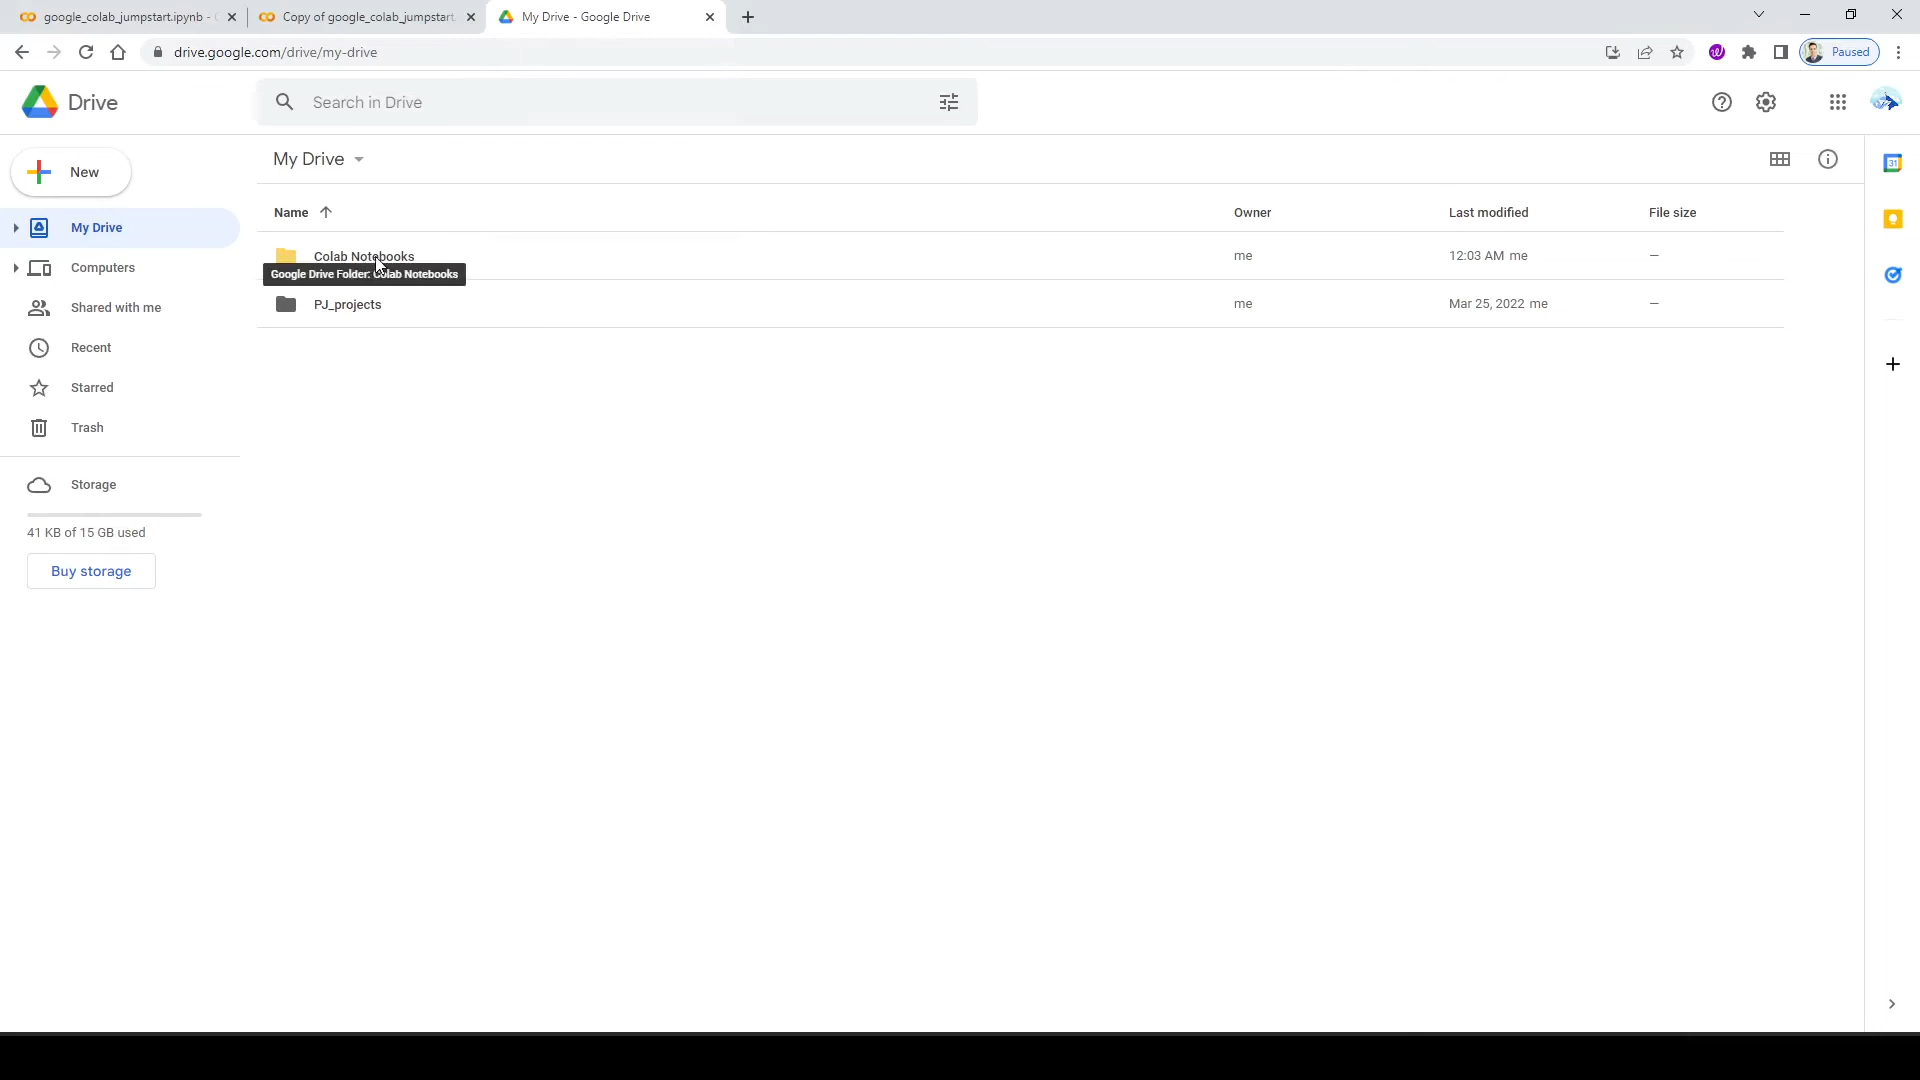 google_colab_jumpstart.ipynb -
Copy of google_colab_jumpstart.
My Drive - Google Drive
drive.google.com/drive/my-drive
Paused
Drive
Search in Drive
New
My Drive
Name
Owner
Last modified
File size
My Drive
Computers
Shared with me
Recent
Starred
Trash
Storage
41 KB of 15 GB used
Buy storage
Colab Notebooks
me
12:03 AM me
—
Google Drive Folder: Colab Notebooks
PJ_projects
me
Mar 25, 2022 me
—
31